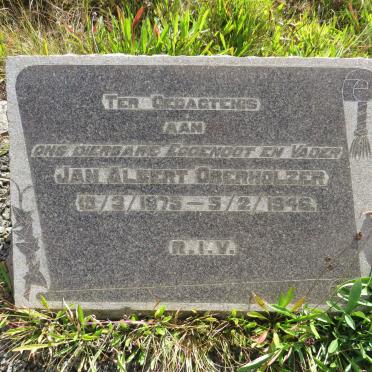 TER GEDAGTENIS
AAN
ONS DIERBARE EGGENOOT EN VADER
JAN ALBERT OBERHOLZER
18/3/1875 – 5/2/1946
R.I.V.